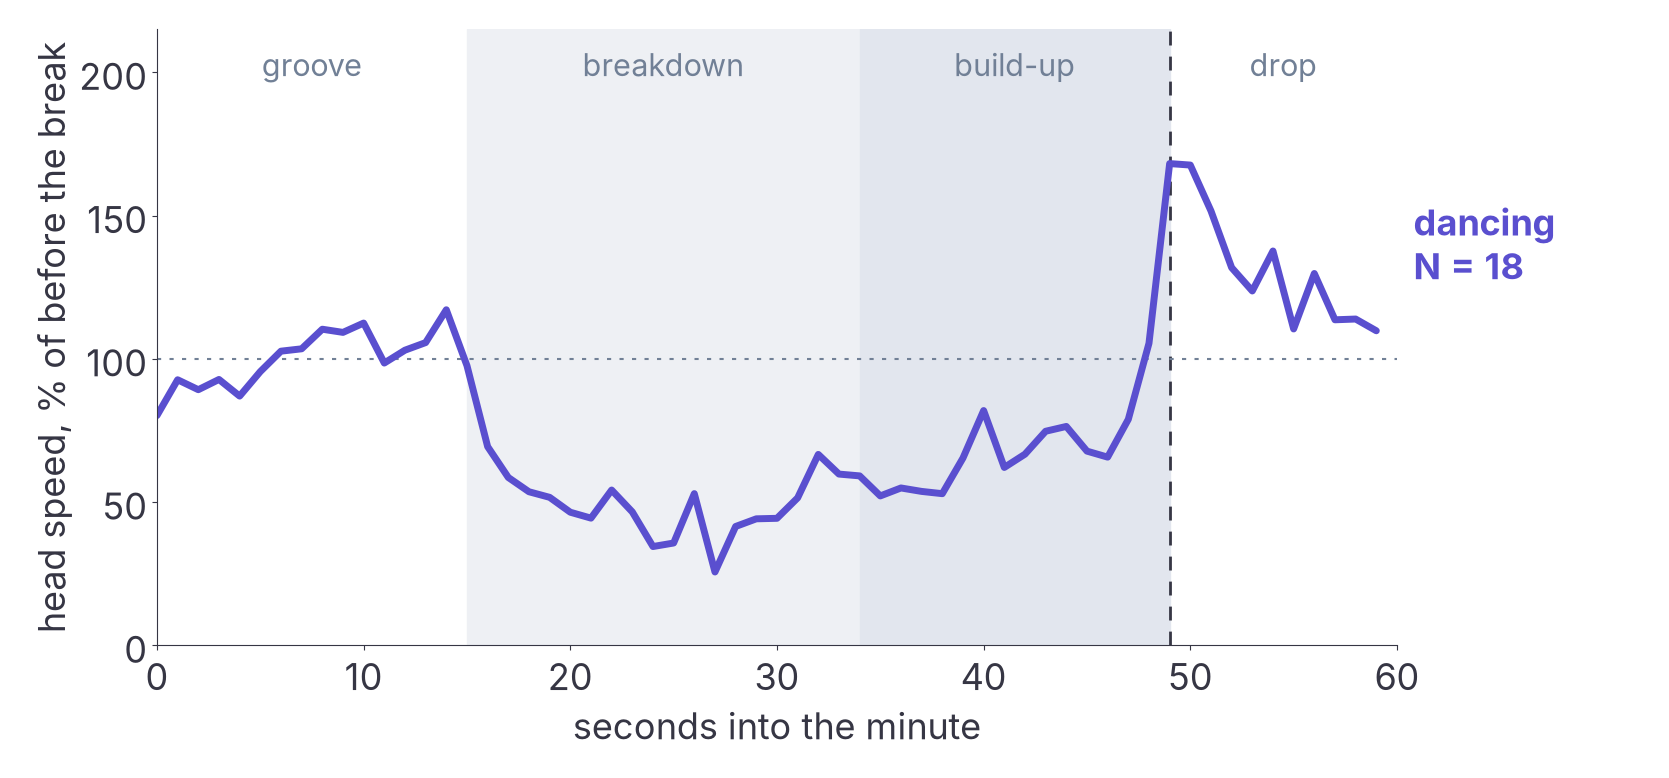 groove
breakdown
build-up
drop
head speed, % of before the break
200
150
100
50
0
dancing
N = 18
0 10 20 30 40 50 60
seconds into the minute